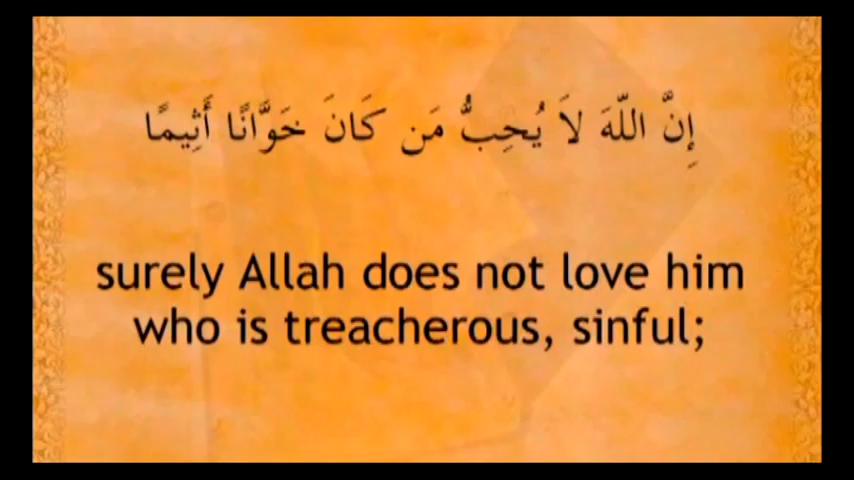 إِنَّ اللّهَ لاَ يُحِبُّ مَن كَانَ خَوَّانًا أَثِيمًا
surely Allah does not love him
who is treacherous, sinful;